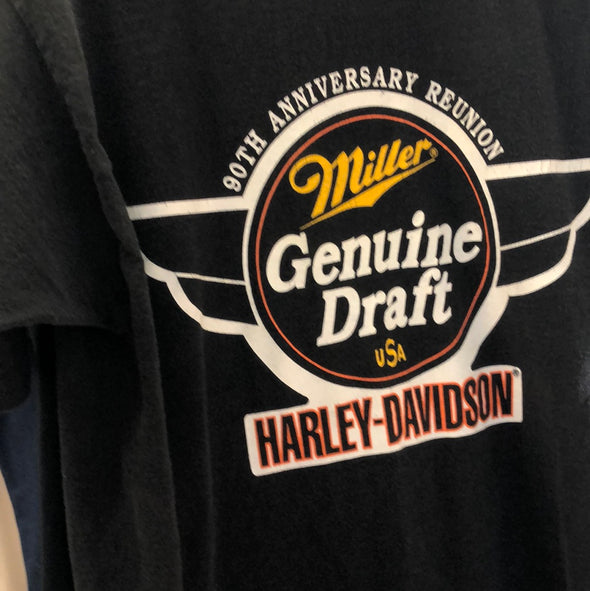 90TH ANNIVERSARY REUNION
Miller®
Genuine
Draft
USA
HARLEY-DAVIDSON®